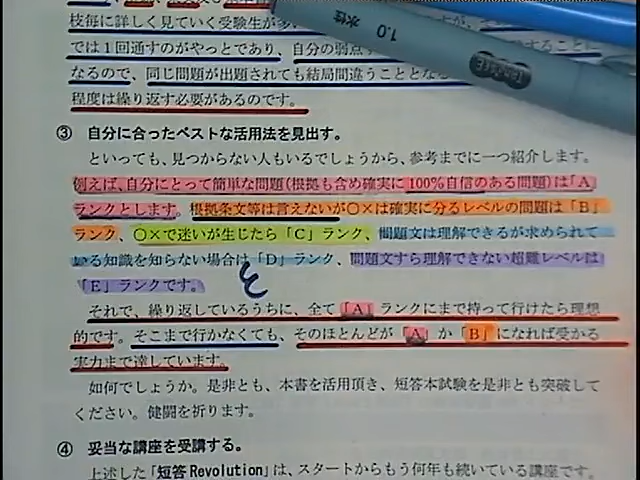 枝毎に詳しく見ていく受験生が多
では1回通すのがやっとであり、自分の弱点
なるので、同じ問題が出題されても結局間違うこととな
程度は繰り返す必要があるのです。
③ 自分に合ったベストな活用法を見出す。
といっても、見つからない人もいるでしょうから、参考までに一つ紹介します。
例えば、自分にとって簡単な問題(根拠も含め確実に100%自信のある問題)は「A」
ランクとします。根拠条文等は言えないが○×は確実に分るレベルの問題は「B」
ランク、○×で迷いが生じたら「C」ランク、問題文は理解できるが求められて
いる知識を知らない場合は「D」ランク、問題文すら理解できない超難レベルは
「E」ランクです。
それで、繰り返しているうちに、全て「A」ランクにまで持って行けたら理想
的です。そこまで行かなくても、そのほとんどが「A」か「B」になれば受かる
実力まで達しています。
如何でしょうか。是非とも、本書を活用頂き、短答本試験を是非とも突破して
ください。健闘を祈ります。
④ 妥当な講座を受講する。
上述した「短答Revolution」は、スタートからもう何年も続いている講座です。
水性 1.0